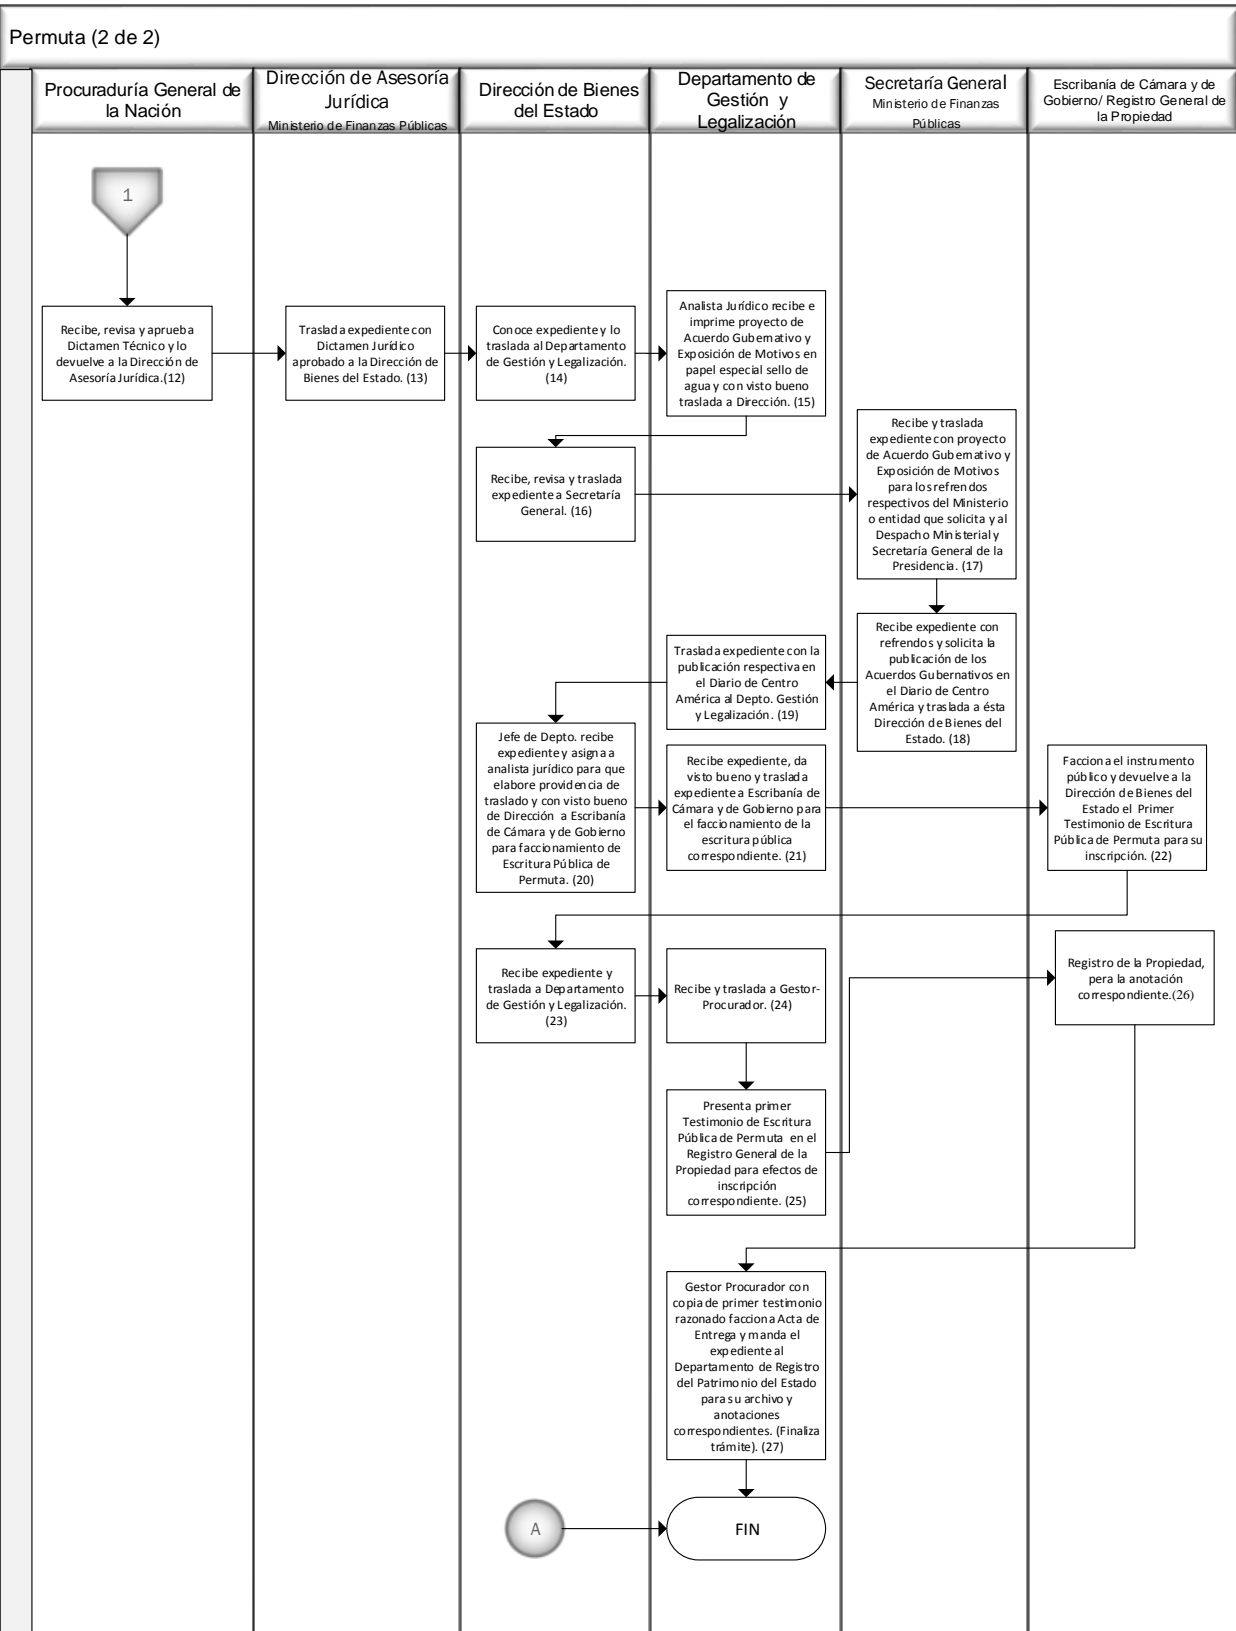 Permuta (2 de 2)
Procuraduría General de
la Nación
Dirección de Asesoría
Jurídica
Ministerio de Finanzas Públicas
Dirección de Bienes
del Estado
Departamento de
Gestión y
Legalización
Secretaría General
Ministerio de Finanzas
Públicas
Escribanía de Cámara y de
Gobierno/ Registro General de
la Propiedad
1
Recibe, revisa y aprueba
Dictamen Técnico y lo
devuelve a la Dirección de
Asesoría Jurídica.(12)
Traslada expediente con
Dictamen Jurídico
aprobado a la Dirección de
Bienes del Estado. (13)
Conoce expediente y lo
traslada al Departamento
de Gestión y Legalización.
(14)
Analista Jurídico recibe e
imprime proyecto de
Acuerdo Gubernativo y
Exposición de Motivos en
papel especial sello de
agua y con visto bueno
traslada a Dirección. (15)
Recibe, revisa y traslada
expediente a Secretaría
General. (16)
Recibe y traslada
expediente con proyecto
de Acuerdo Gubernativo y
Exposición de Motivos
para los refrendos
respectivos del Ministerio
o entidad que solicita y al
Despacho Ministerial y
Secretaría General de la
Presidencia. (17)
Recibe expediente con
refrendos y solicita la
publicación de los
Acuerdos Gubernativos en
el Diario de Centro
América y traslada a ésta
Dirección de Bienes del
Estado. (18)
Traslada expediente con la
publicación respectiva en
el Diario de Centro
América al Depto. Gestión
y Legalización. (19)
Jefe de Depto. recibe
expediente y asigna a
analista jurídico para que
elabore providencia de
traslado y con visto bueno
de Dirección a Escribanía
de Cámara y de Gobierno
para faccionamiento de
Escritura Pública de
Permuta. (20)
Recibe expediente, da
visto bueno y traslada
expediente a Escribanía de
Cámara y de Gobierno para
el faccionamiento de la
escritura pública
correspondiente. (21)
Facciona el instrumento
público y devuelve a la
Dirección de Bienes del
Estado el Primer
Testimonio de Escritura
Pública de Permuta para su
inscripción. (22)
Recibe expediente y
traslada a Departamento
de Gestión y Legalización.
(23)
Recibe y traslada a Gestor-
Procurador. (24)
Presenta primer
Testimonio de Escritura
Pública de Permuta en el
Registro General de la
Propiedad para efectos de
inscripción
correspondiente. (25)
Registro de la Propiedad,
pera la anotación
correspondiente.(26)
Gestor Procurador con
copia de primer testimonio
razonado facciona Acta de
Entrega y manda el
expediente al
Departamento de Registro
del Patrimonio del Estado
para su archivo y
anotaciones
correspondientes. (Finaliza
trámite). (27)
A
FIN